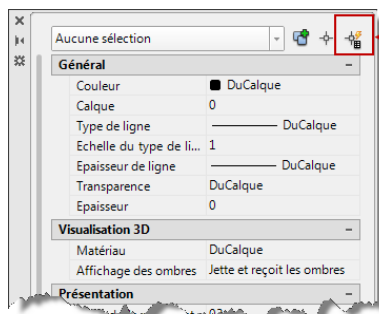 Aucune sélection
Général
Couleur DuCalque
Calque 0
Type de ligne DuCalque
Echelle du type de li... 1
Epaisseur de ligne DuCalque
Transparence DuCalque
Epaisseur 0
Visualisation 3D
Matériau DuCalque
Affichage des ombres Jette et reçoit les ombres
Présentation